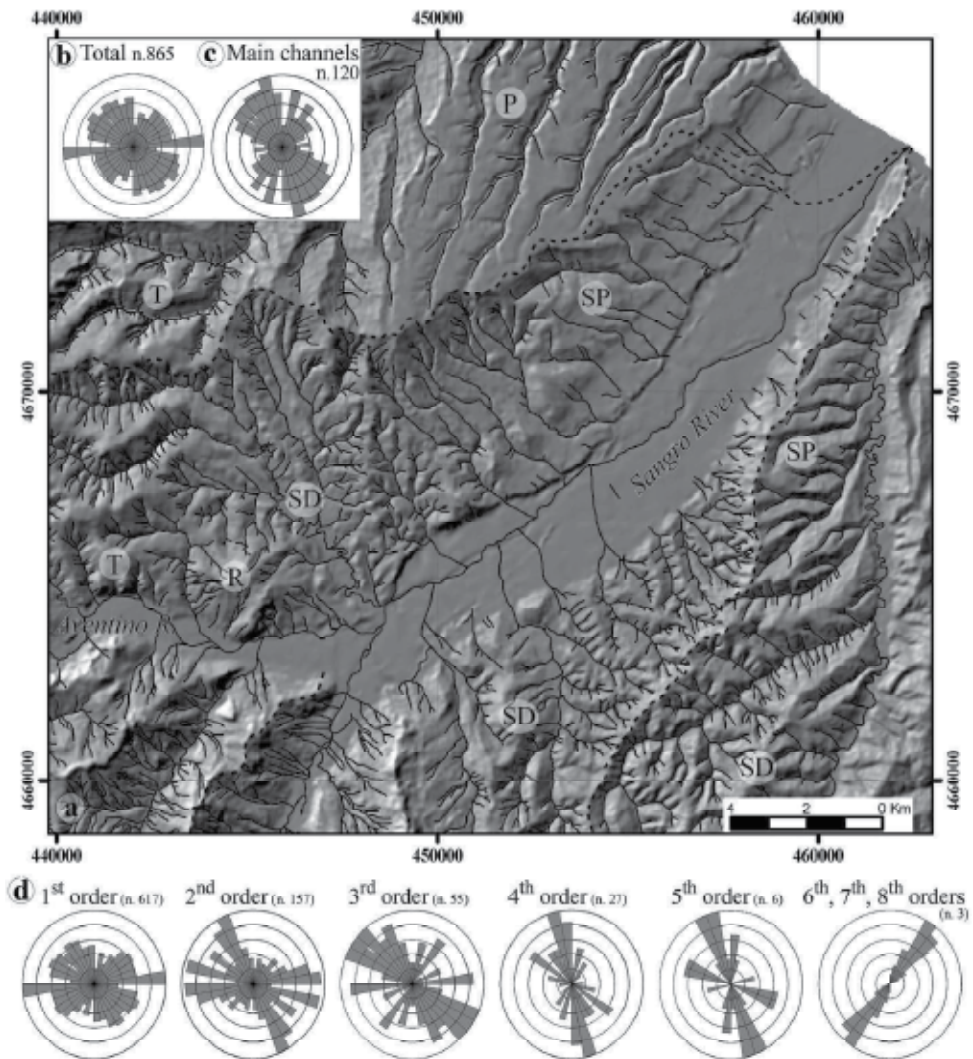 440000 450000 460000
b Total n.865 c Main channels
n.120
P
T
SP
4670000 4670000
Sangro River
SP
SD
T
R
Aventino
SD
SD
4660000 4660000
a
4 2 0 Km
440000 450000 460000
d 1st order (n. 617) 2nd order (n. 157) 3rd order (n. 55) 4th order (n. 27) 5th order (n. 6) 6th, 7th, 8th orders
(n. 3)